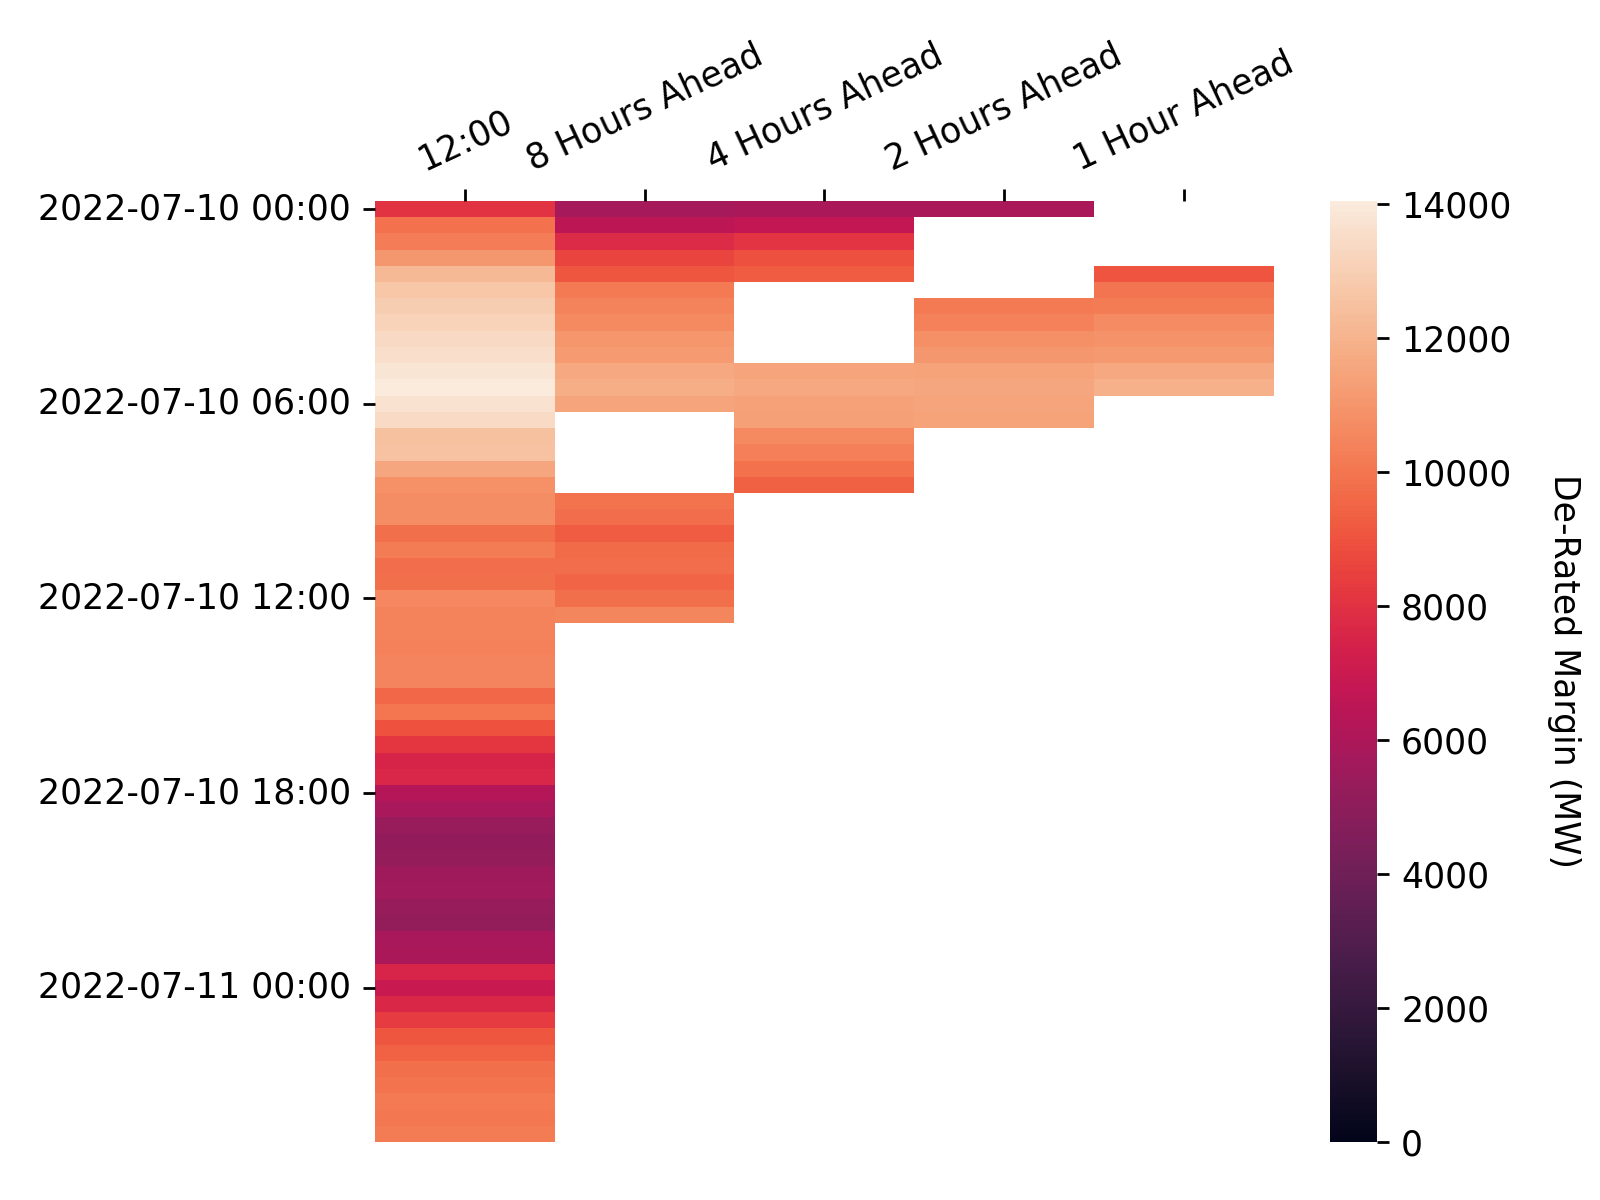 12:00
8 Hours Ahead
4 Hours Ahead
2 Hours Ahead
1 Hour Ahead
2022-07-10 00:00
2022-07-10 06:00
2022-07-10 12:00
2022-07-10 18:00
2022-07-11 00:00
14000
12000
10000
8000
6000
4000
2000
0
De-Rated Margin (MW)